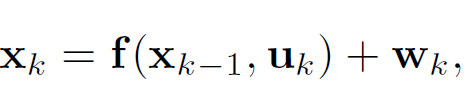 𝐱ₖ = 𝐟(𝐱ₖ₋₁, 𝐮ₖ) + 𝐰ₖ,